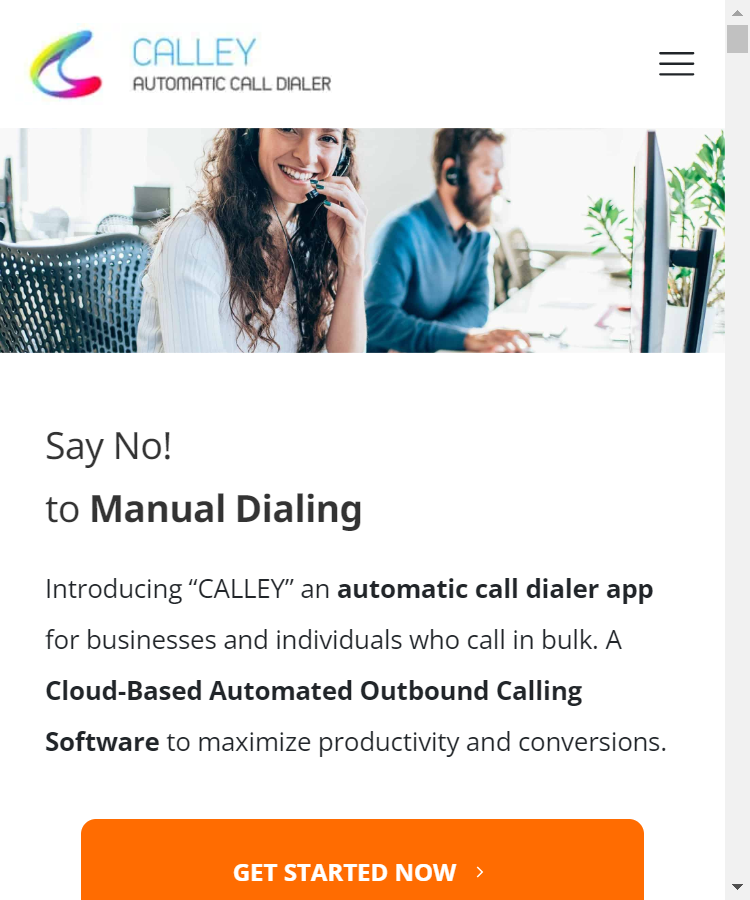 CALLEY
AUTOMATIC CALL DIALER
Say No!
to Manual Dialing
Introducing “CALLEY” an automatic call dialer app
for businesses and individuals who call in bulk. A
Cloud-Based Automated Outbound Calling
Software to maximize productivity and conversions.
GET STARTED NOW